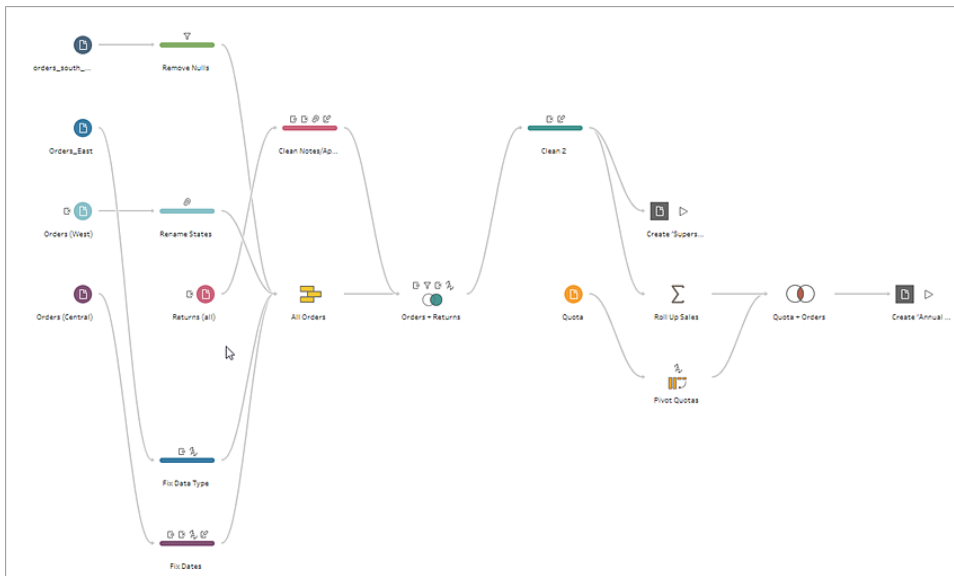 orders_south_...
Remove Nulls
Orders_East
Clean Notes/Ap...
Clean 2
Orders (West)
Rename States
Create 'Supers...
Orders (Central)
Returns (all)
All Orders
Orders + Returns
Quota
Roll Up Sales
Quota + Orders
Create 'Annual ...
Pivot Quotas
Fix Data Type
Fix Dates